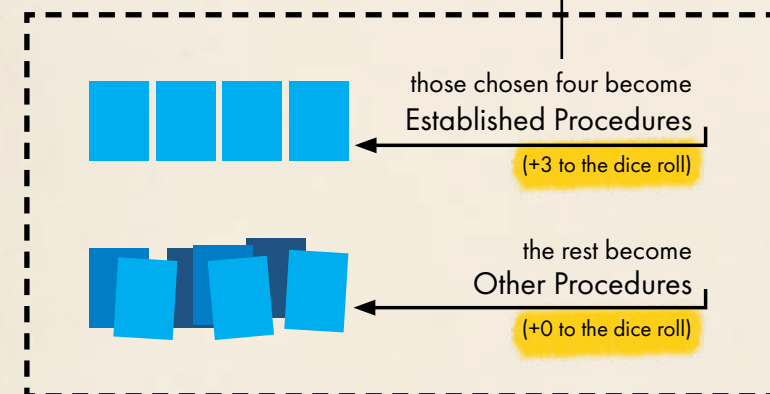 those chosen four become
Established Procedures
(+3 to the dice roll)
the rest become
Other Procedures
(+0 to the dice roll)